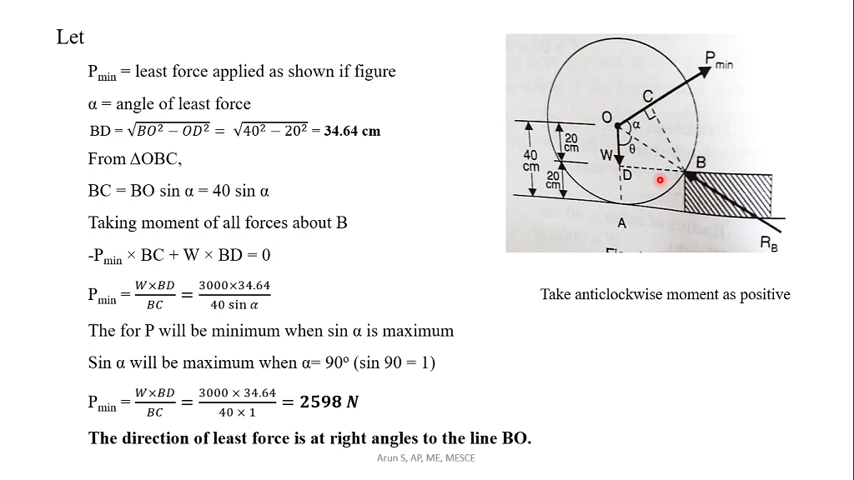 Let
Pmin = least force applied as shown if figure
α = angle of least force
BD = √(BO² − OD²) = √(40² − 20²) = 34.64 cm
From ΔOBC,
BC = BO sin α = 40 sin α
Taking moment of all forces about B
-Pmin × BC + W × BD = 0
Pmin = W×BD / BC = 3000×34.64 / 40 sin α
The for P will be minimum when sin α is maximum
Sin α will be maximum when α= 90º (sin 90 = 1)
Pmin = W×BD / BC = 3000 × 34.64 / 40 × 1 = 2598 N
The direction of least force is at right angles to the line BO.
Arun S, AP, ME, MESCE
Pmin
C
O
α
20
cm
θ
W
40
cm
B
D
20
cm
A
RB
Take anticlockwise moment as positive